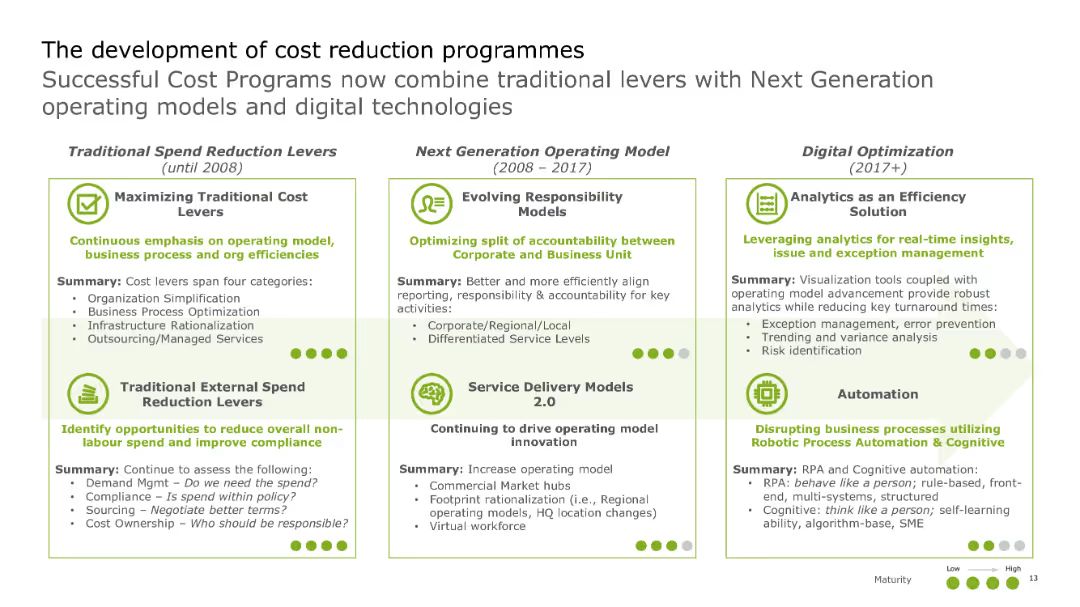 The development of cost reduction programmes
Successful Cost Programs now combine traditional levers with Next Generation
operating models and digital technologies
Traditional Spend Reduction Levers
(until 2008)
Maximizing Traditional Cost
Levers
Continuous emphasis on operating model,
business process and org efficiencies
Summary: Cost levers span four categories:
• Organization Simplification
• Business Process Optimization
• Infrastructure Rationalization
• Outsourcing/Managed Services
Traditional External Spend
Reduction Levers
Identify opportunities to reduce overall non-
labour spend and improve compliance
Summary: Continue to assess the following:
• Demand Mgmt – Do we need the spend?
• Compliance – Is spend within policy?
• Sourcing – Negotiate better terms?
• Cost Ownership – Who should be responsible?
Next Generation Operating Model
(2008 – 2017)
Evolving Responsibility
Models
Optimizing split of accountability between
Corporate and Business Unit
Summary: Better and more efficiently align
reporting, responsibility & accountability for key
activities:
• Corporate/Regional/Local
• Differentiated Service Levels
Service Delivery Models
2.0
Continuing to drive operating model
innovation
Summary: Increase operating model
• Commercial Market hubs
• Footprint rationalization (i.e., Regional
operating models, HQ location changes)
• Virtual workforce
Digital Optimization
(2017+)
Analytics as an Efficiency
Solution
Leveraging analytics for real-time insights,
issue and exception management
Summary: Visualization tools coupled with
operating model advancement provide robust
analytics while reducing key turnaround times:
• Exception management, error prevention
• Trending and variance analysis
• Risk identification
Automation
Disrupting business processes utilizing
Robotic Process Automation & Cognitive
Summary: RPA and Cognitive automation:
• RPA: behave like a person; rule-based, front-
end, multi-systems, structured
• Cognitive: think like a person; self-learning
ability, algorithm-base, SME
Maturity
Low High
13